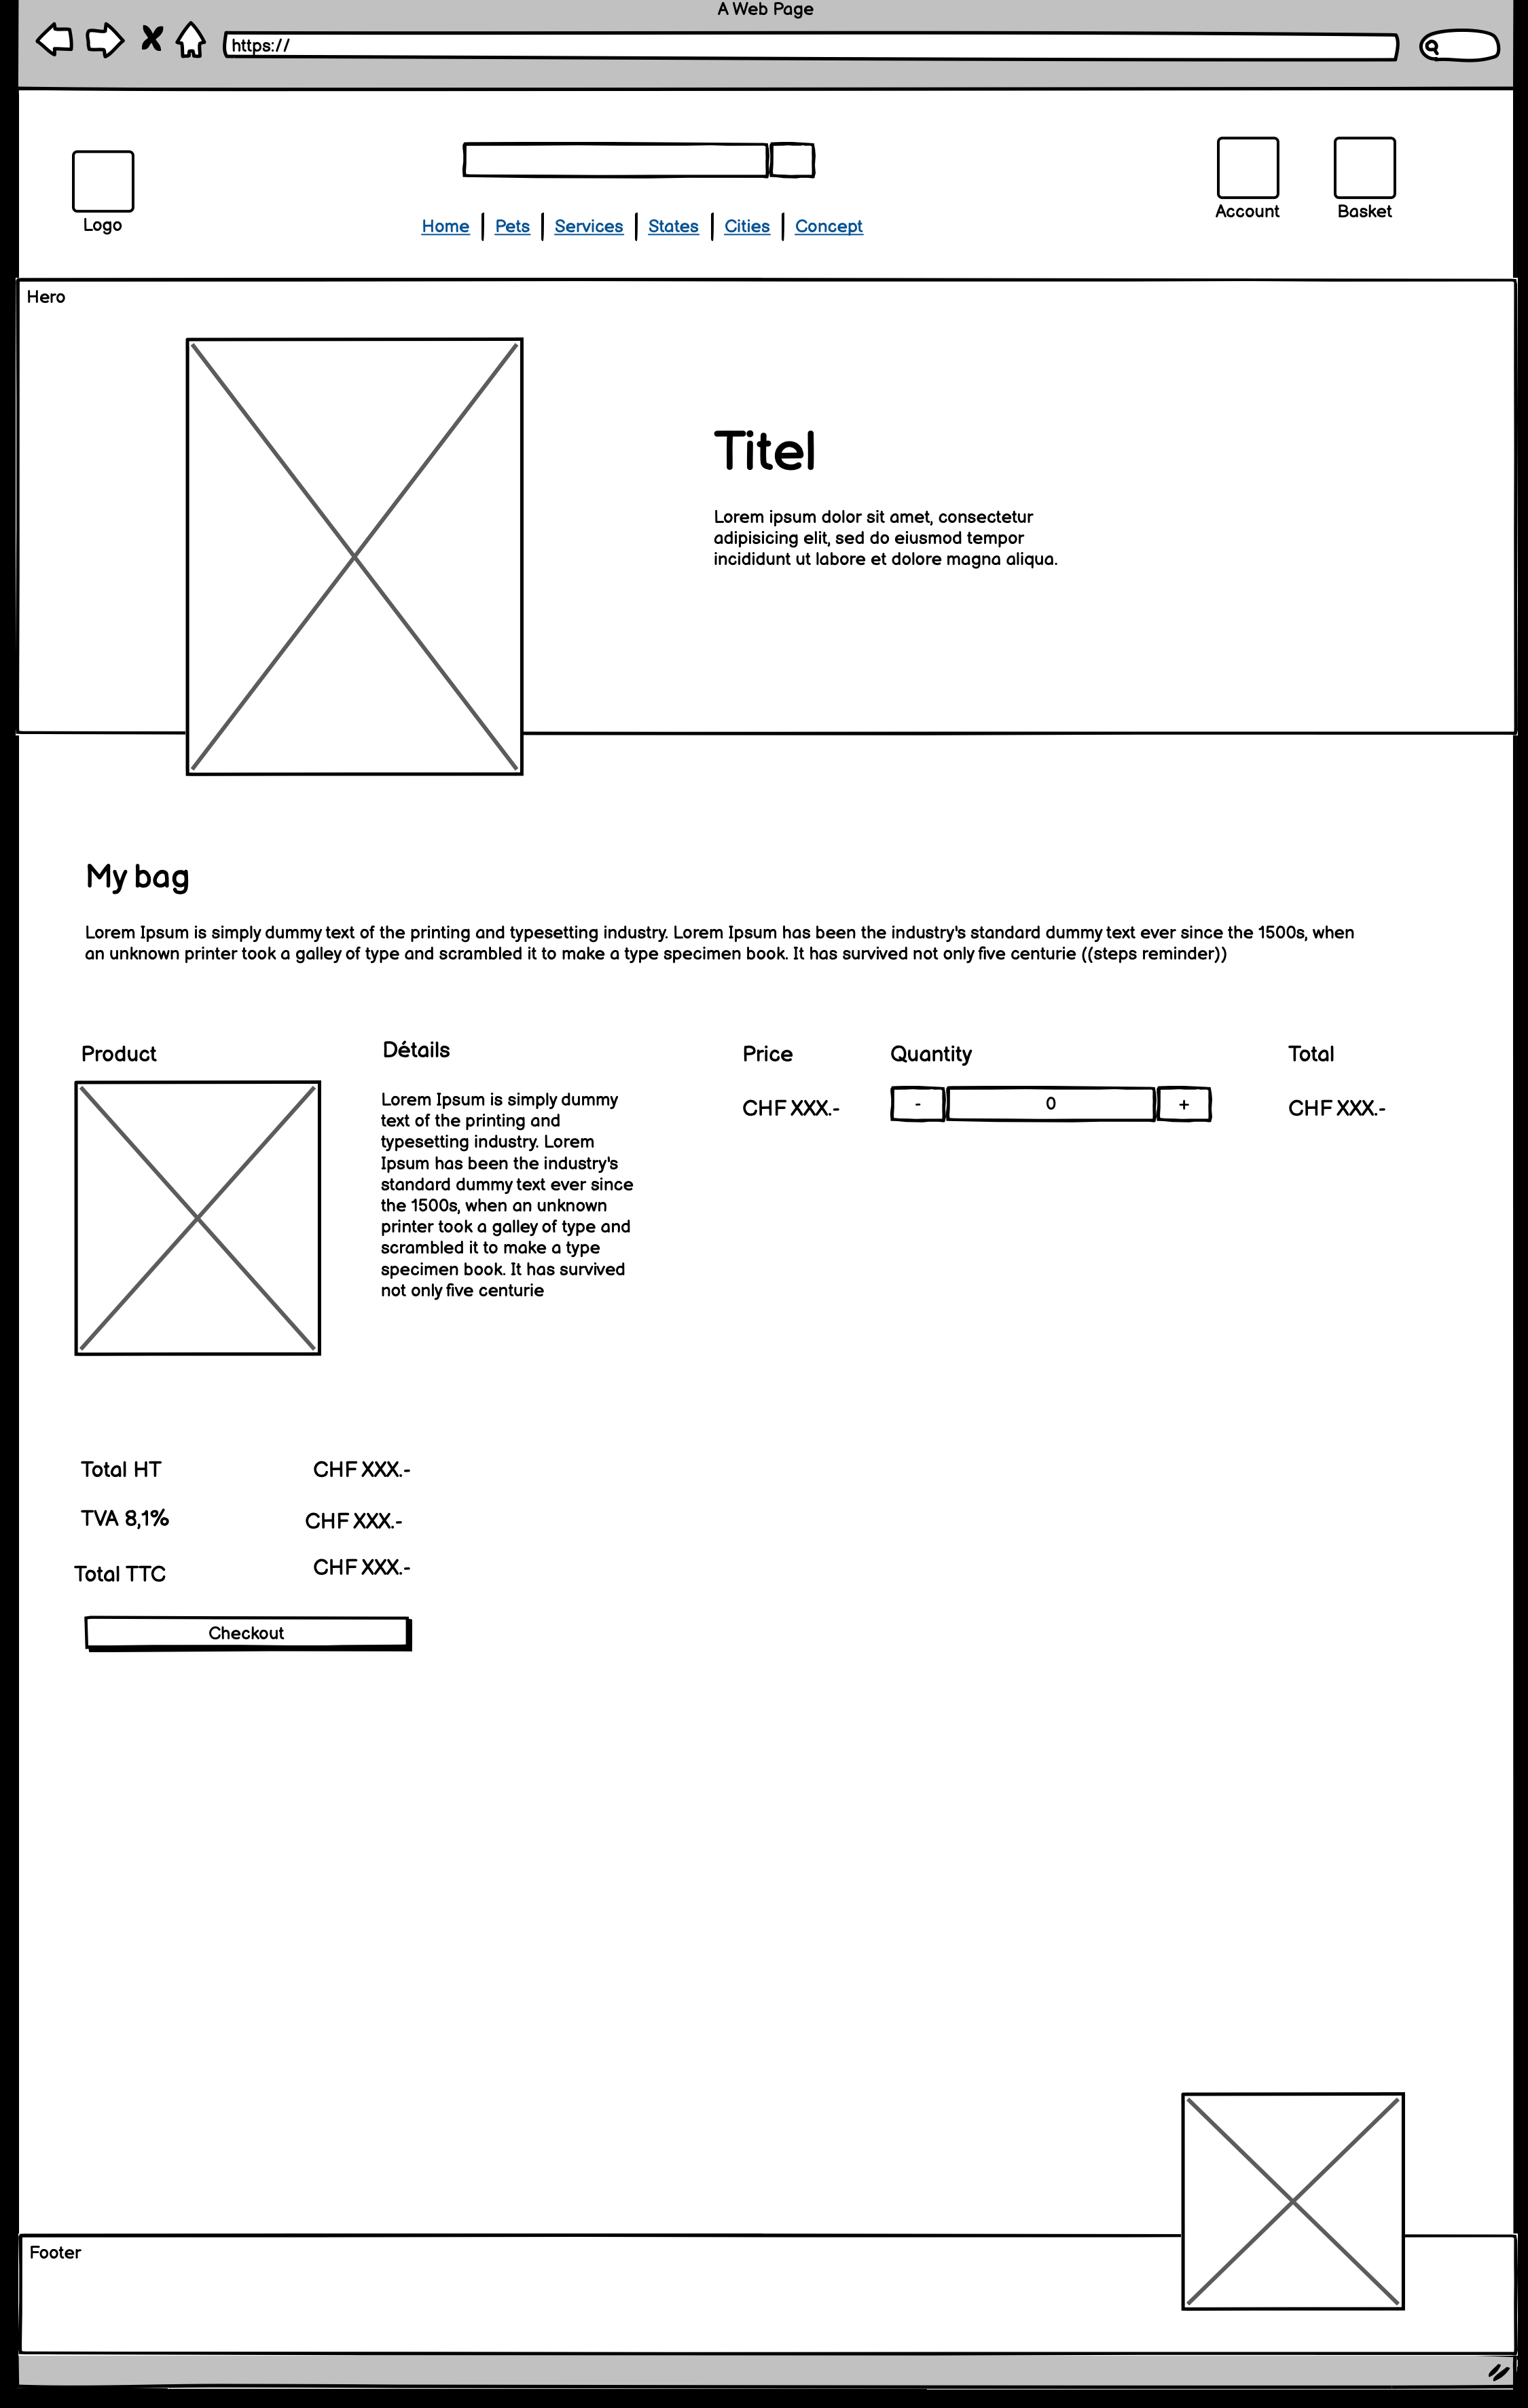 A Web Page
https://
Logo
Home
Pets
Services
States
Cities
Concept
Account
Basket
Hero
Titel
Lorem ipsum dolor sit amet, consectetur
adipisicing elit, sed do eiusmod tempor
incididunt ut labore et dolore magna aliqua.
My bag
Lorem Ipsum is simply dummy text of the printing and typesetting industry. Lorem Ipsum has been the industry's standard dummy text ever since the 1500s, when
an unknown printer took a galley of type and scrambled it to make a type specimen book. It has survived not only five centurie ((steps reminder))
Product
Détails
Price
Quantity
Total
Lorem Ipsum is simply dummy
text of the printing and
typesetting industry. Lorem
Ipsum has been the industry's
standard dummy text ever since
the 1500s, when an unknown
printer took a galley of type and
scrambled it to make a type
specimen book. It has survived
not only five centurie
CHF XXX.-
-
0
+
CHF XXX.-
Total HT
CHF XXX.-
TVA 8,1%
CHF XXX.-
Total TTC
CHF XXX.-
Checkout
Footer